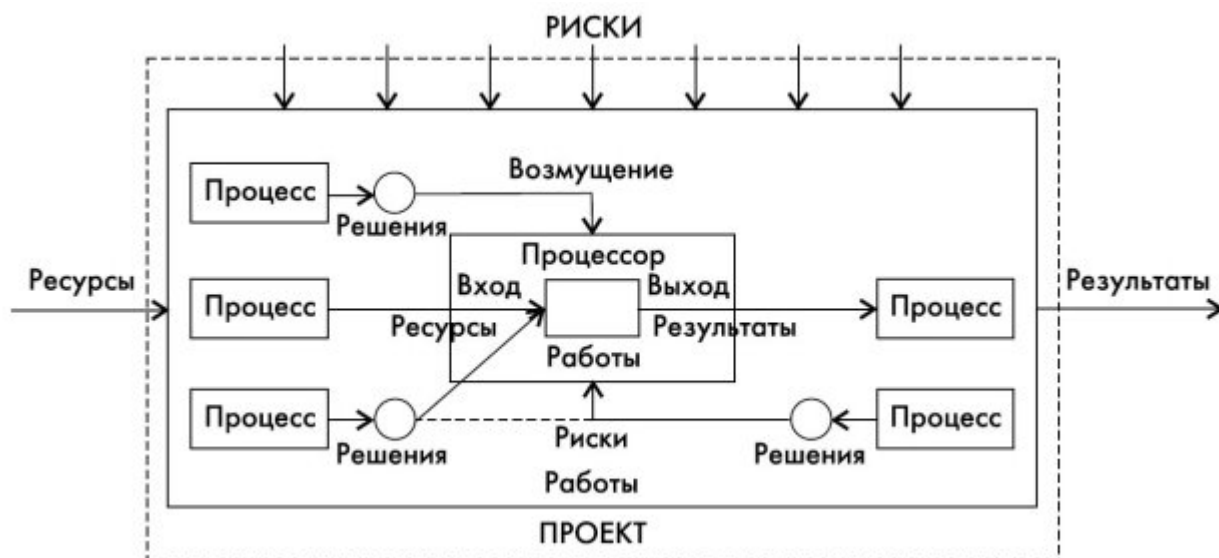 РИСКИ
Процесс
Возмущение
Решения
Процессор
Ресурсы
Процесс
Вход
Выход
Ресурсы
Результаты
Процесс
Результаты
Работы
Процесс
Решения
Риски
Решения
Процесс
Работы
ПРОЕКТ